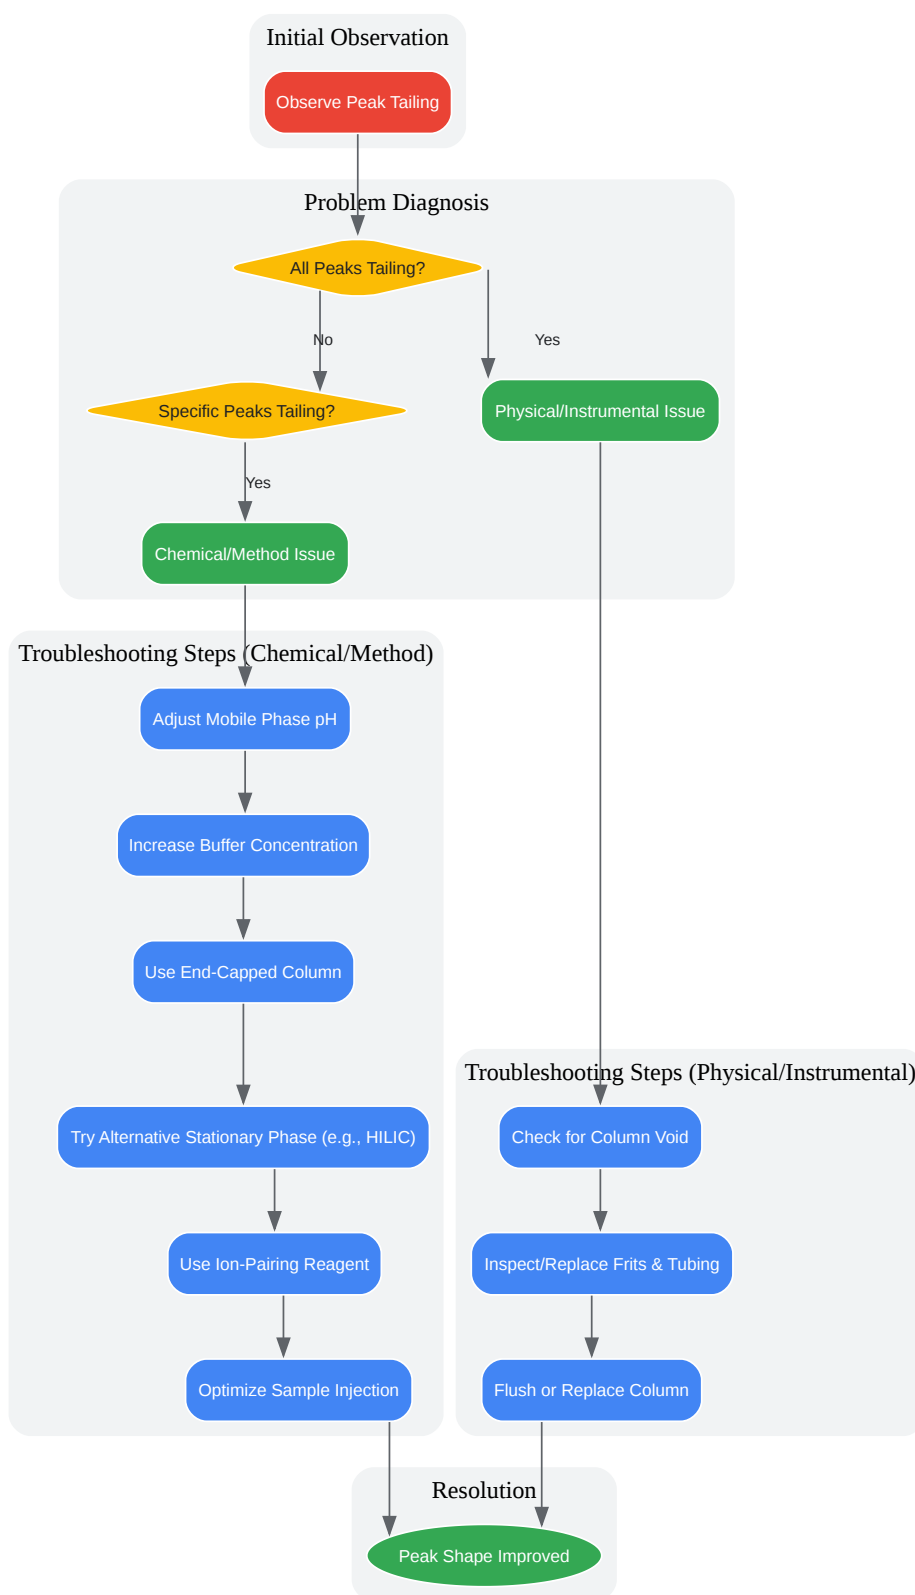 Initial Observation
Observe Peak Tailing
Problem Diagnosis
All Peaks Tailing?
No
Yes
Specific Peaks Tailing?
Physical/Instrumental Issue
Yes
Chemical/Method Issue
Troubleshooting Steps (Chemical/Method)
Adjust Mobile Phase pH
Increase Buffer Concentration
Use End-Capped Column
Troubleshooting Steps (Physical/Instrumental)
Try Alternative Stationary Phase (e.g., HILIC)
Check for Column Void
Use Ion-Pairing Reagent
Inspect/Replace Frits & Tubing
Optimize Sample Injection
Flush or Replace Column
Resolution
Peak Shape Improved